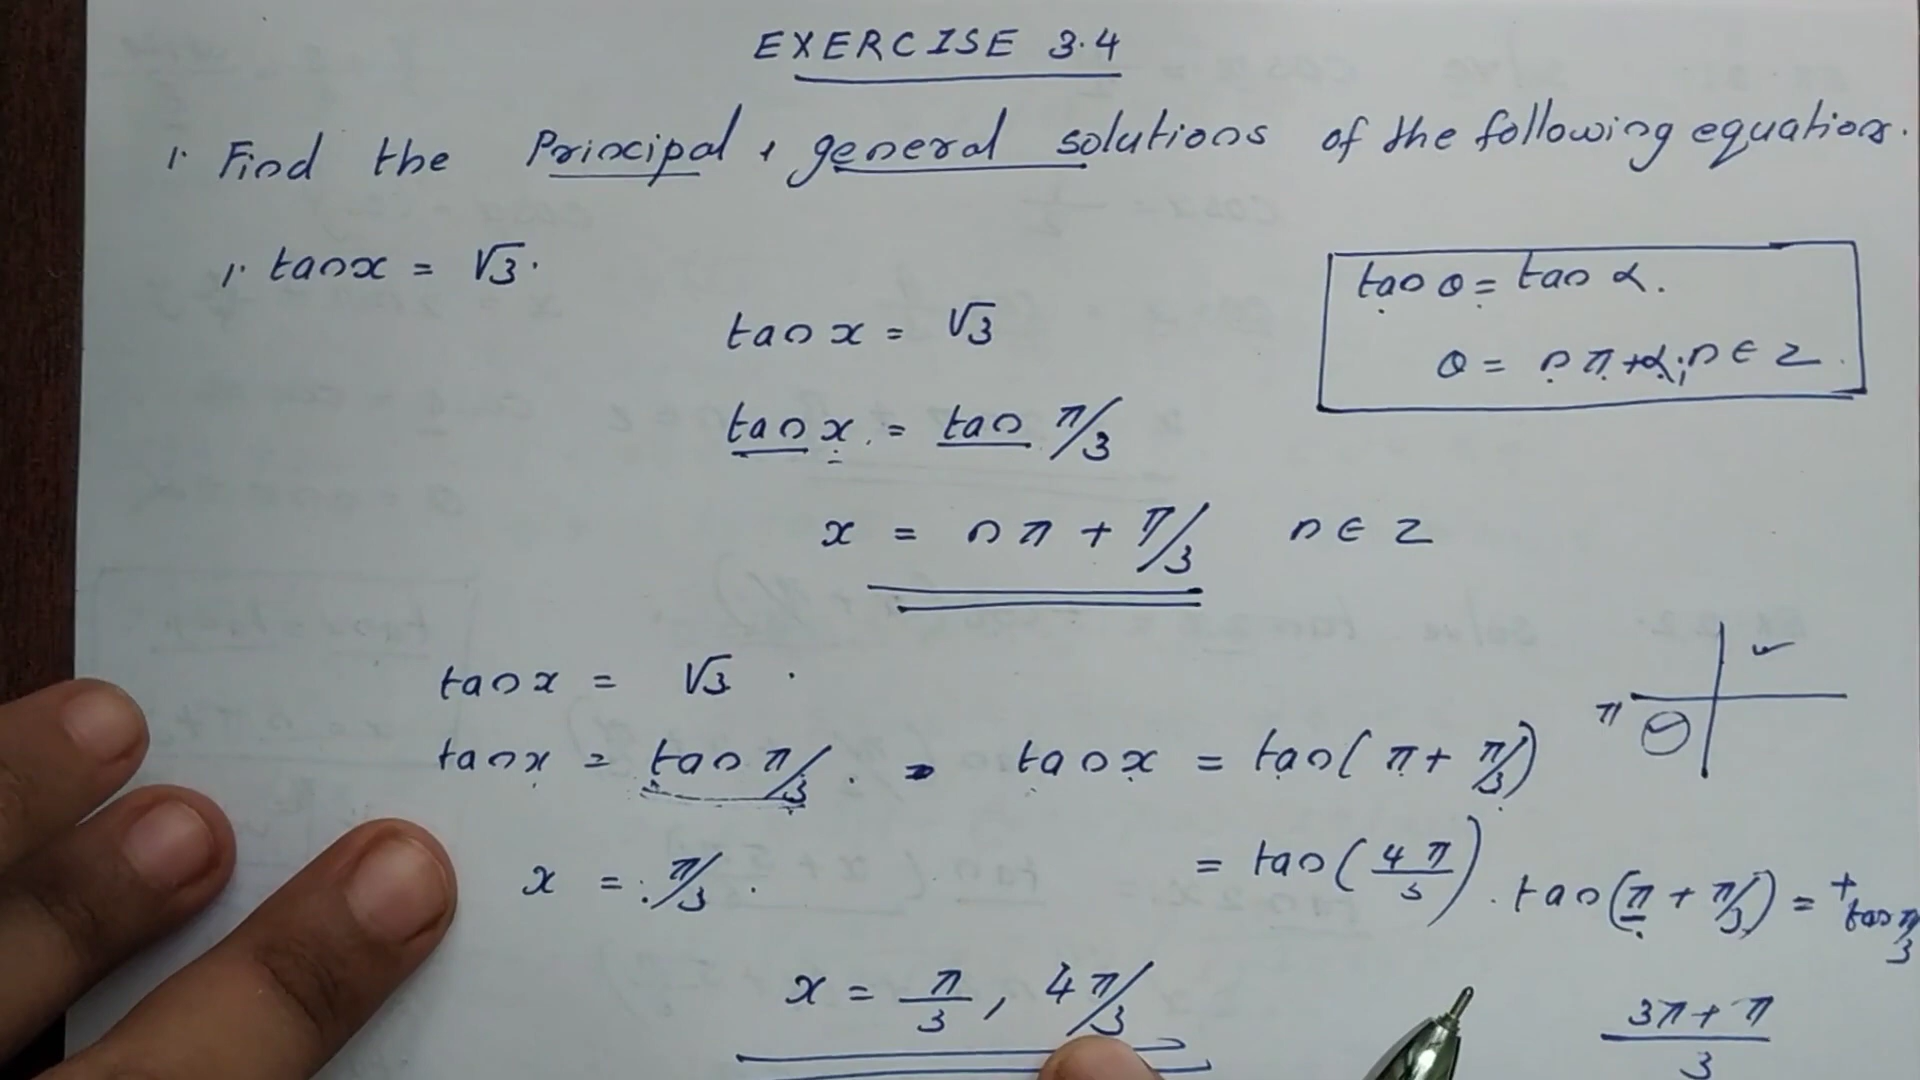 EXERCISE 3.4
1. Find the Principal & general solutions of the following equations.
1. tan x = √3.
tan θ = tan α.
θ = nπ + α; n ∈ Z.
tan x = √3
tan x = tan π/3
x = nπ + π/3 n ∈ Z
tan x = √3.
tan x = tan π/3. tan x = tan(π + π/3)
π
x = π/3. = tan(4π/3). tan(π + π/3) = + tan π/3
x = π/3, 4π/3
3π + π / 3